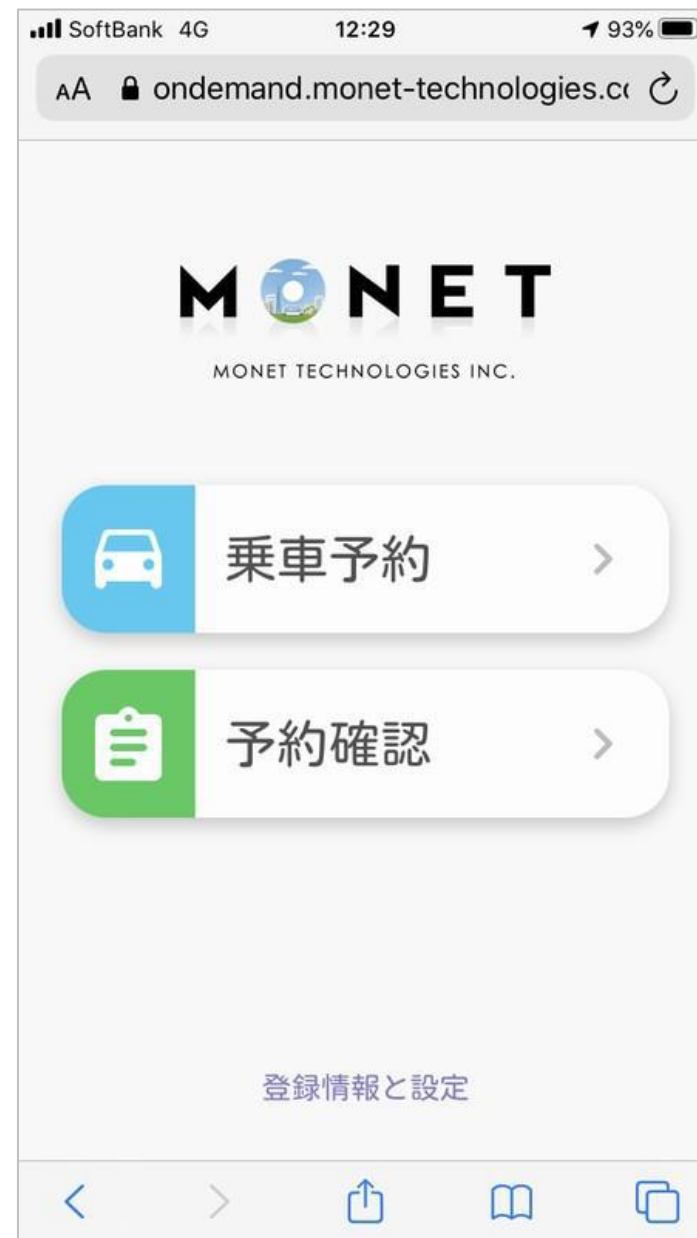 SoftBank 4G 12:29 93%
AA ondemand.monet-technologies.co
MONET
MONET TECHNOLOGIES INC.
乗車予約
予約確認
登録情報と設定